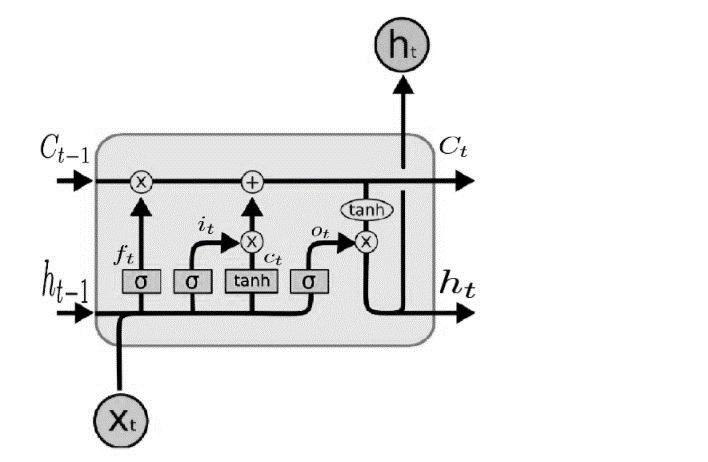 hₜ
Cₜ₋₁
Cₜ
x
+
tanh
iₜ
oₜ
x
x
fₜ
cₜ
hₜ₋₁
σ
σ
tanh
σ
hₜ
Xₜ